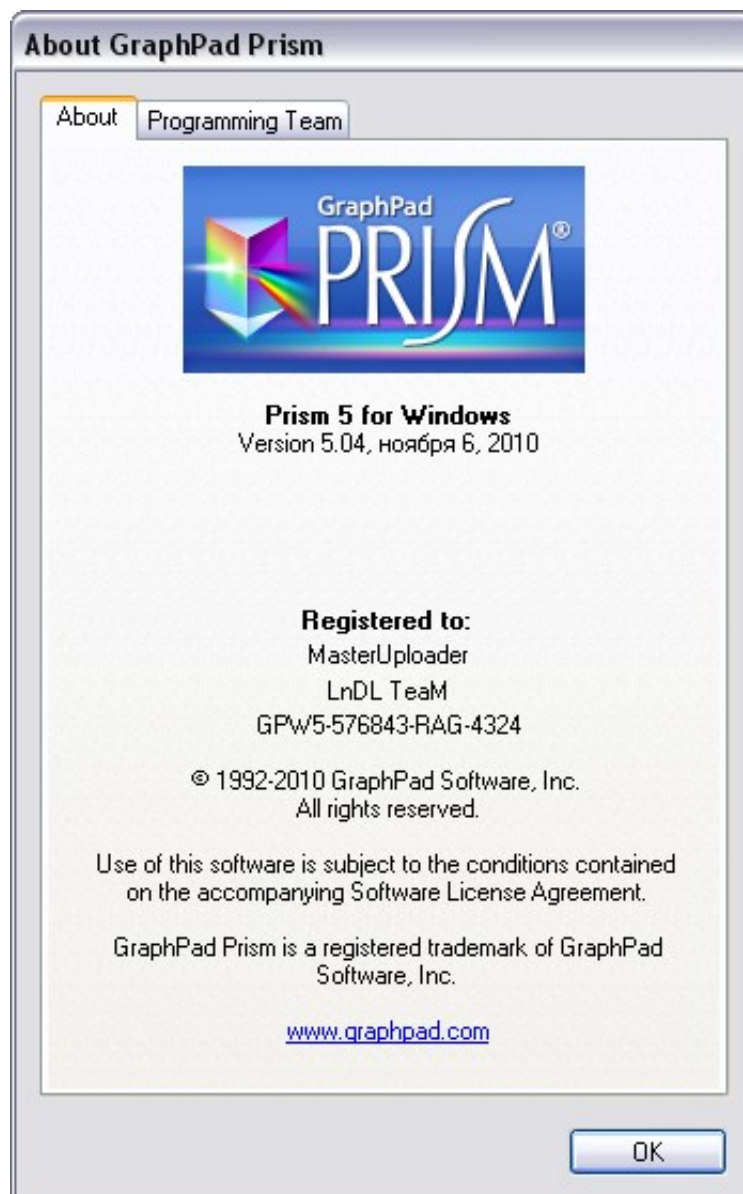 About GraphPad Prism
About
Programming Team
GraphPad
PRISM®
Prism 5 for Windows
Version 5.04, ноября 6, 2010
Registered to:
MasterUploader
LnDL TeaM
GPW5-576843-RAG-4324
© 1992-2010 GraphPad Software, Inc.
All rights reserved.
Use of this software is subject to the conditions contained
on the accompanying Software License Agreement.
GraphPad Prism is a registered trademark of GraphPad
Software, Inc.
www.graphpad.com
OK